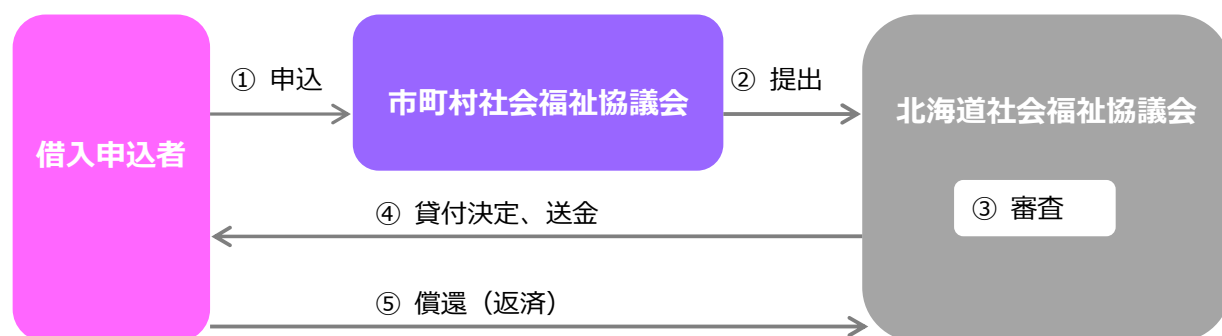 ① 申込
市町村社会福祉協議会
② 提出
北海道社会福祉協議会
借入申込者
③ 審査
④ 貸付決定、送金
⑤ 償還（返済）